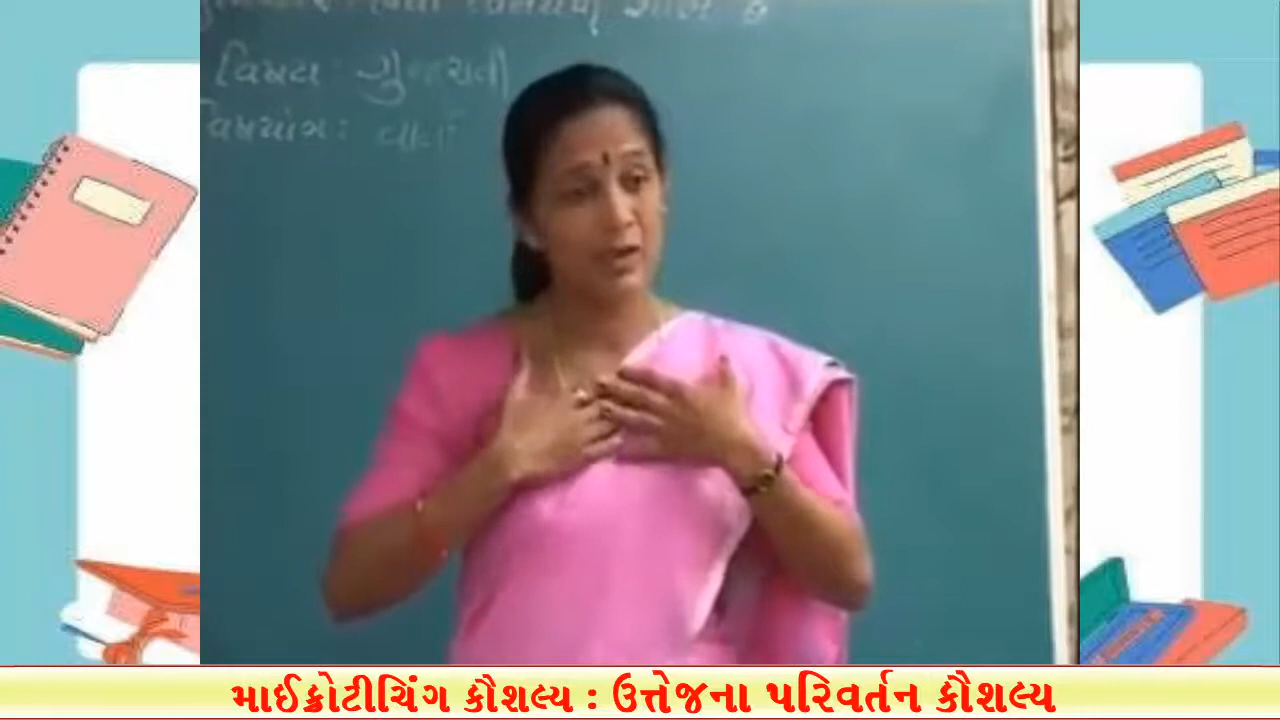 વિષય : ગુજરાતી
વિષયાંગ : વાર્તા
માઈક્રોટીચિંગ કૌશલ્ય : ઉત્તેજના પરિવર્તન કૌશલ્ય